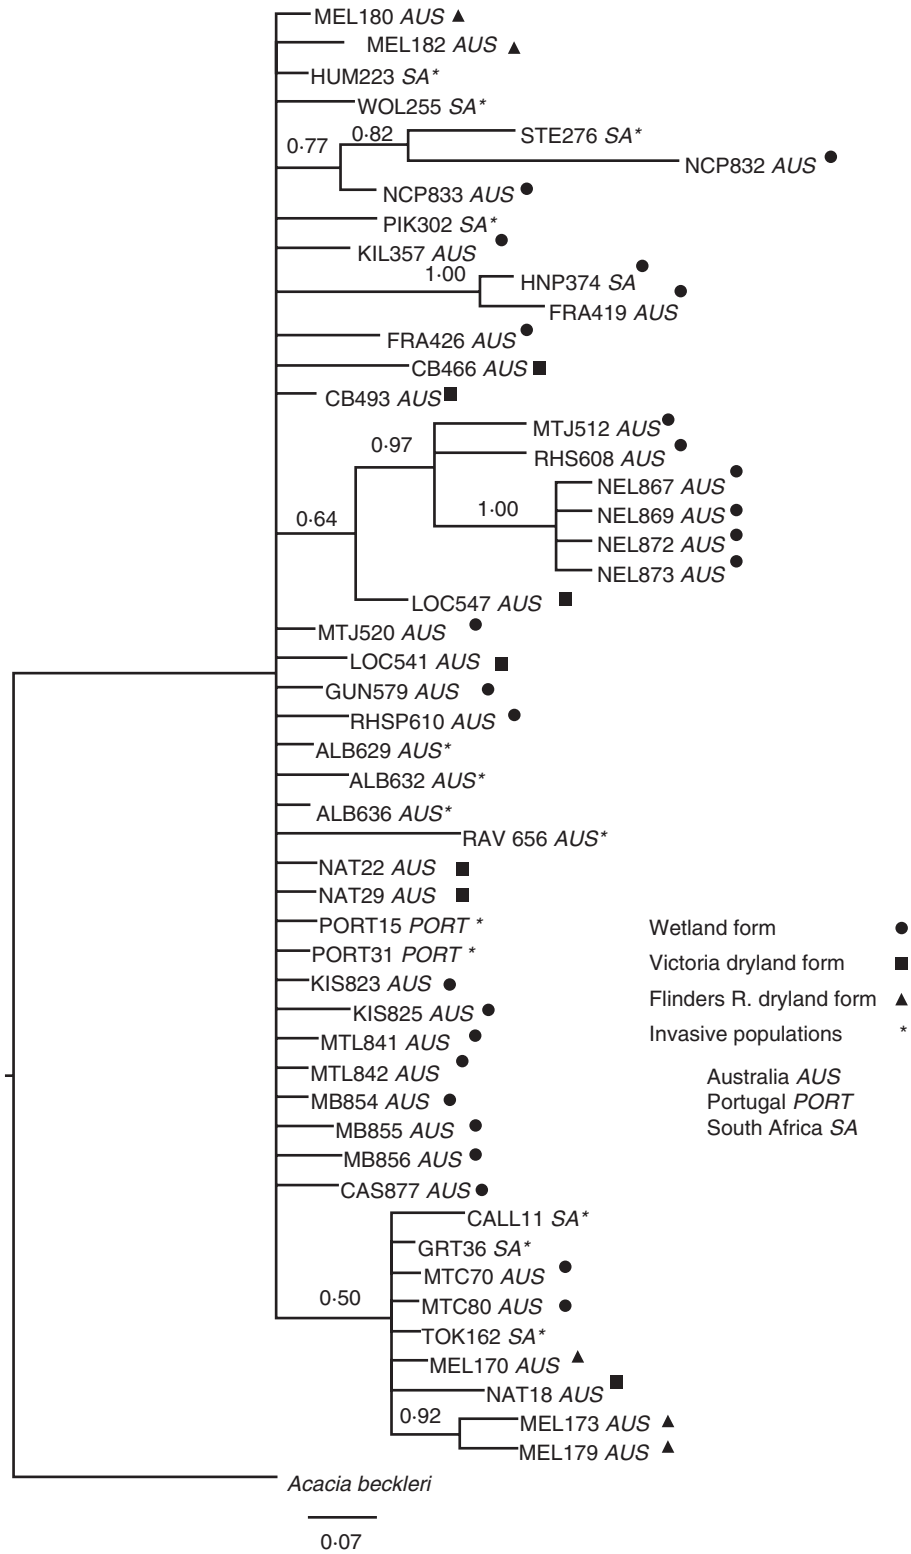 MEL180 AUS ▲
MEL182 AUS ▲
HUM223 SA*
WOL255 SA*
0·77
0·82
STE276 SA*
NCP832 AUS ●
NCP833 AUS ●
PIK302 SA*
KIL357 AUS ●
1·00
HNP374 SA ●
FRA419 AUS ●
FRA426 AUS ●
CB466 AUS ■
CB493 AUS ■
MTJ512 AUS ●
0·97
RHS608 AUS ●
NEL867 AUS ●
1·00
NEL869 AUS ●
0·64
NEL872 AUS ●
NEL873 AUS ●
LOC547 AUS ■
MTJ520 AUS ●
LOC541 AUS ■
GUN579 AUS ●
RHSP610 AUS ●
ALB629 AUS*
ALB632 AUS*
ALB636 AUS*
RAV 656 AUS*
NAT22 AUS ■
NAT29 AUS ■
PORT15 PORT *
PORT31 PORT *
KIS823 AUS ●
KIS825 AUS ●
MTL841 AUS ●
MTL842 AUS ●
MB854 AUS ●
MB855 AUS ●
MB856 AUS ●
CAS877 AUS ●
CALL11 SA*
GRT36 SA*
MTC70 AUS ●
0·50
MTC80 AUS ●
TOK162 SA*
MEL170 AUS ▲
NAT18 AUS ■
0·92
MEL173 AUS ▲
MEL179 AUS ▲
Acacia beckleri
0·07
Wetland form ●
Victoria dryland form ■
Flinders R. dryland form ▲
Invasive populations *
Australia AUS
Portugal PORT
South Africa SA